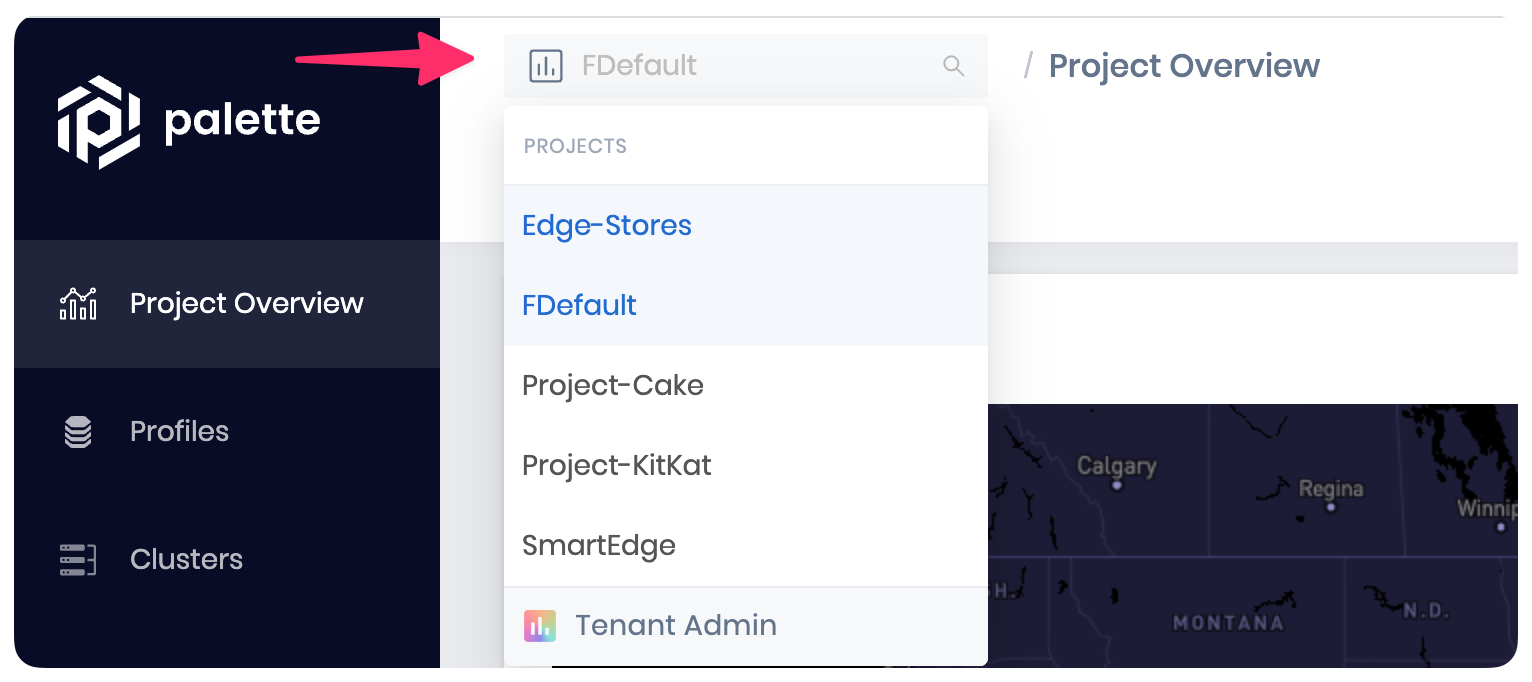 palette
Project Overview
Profiles
Clusters
FDefault
/ Project Overview
PROJECTS
Edge-Stores
FDefault
Project-Cake
Project-KitKat
SmartEdge
Tenant Admin
Calgary
Regina
Winnip
H.
MONTANA
N.D.